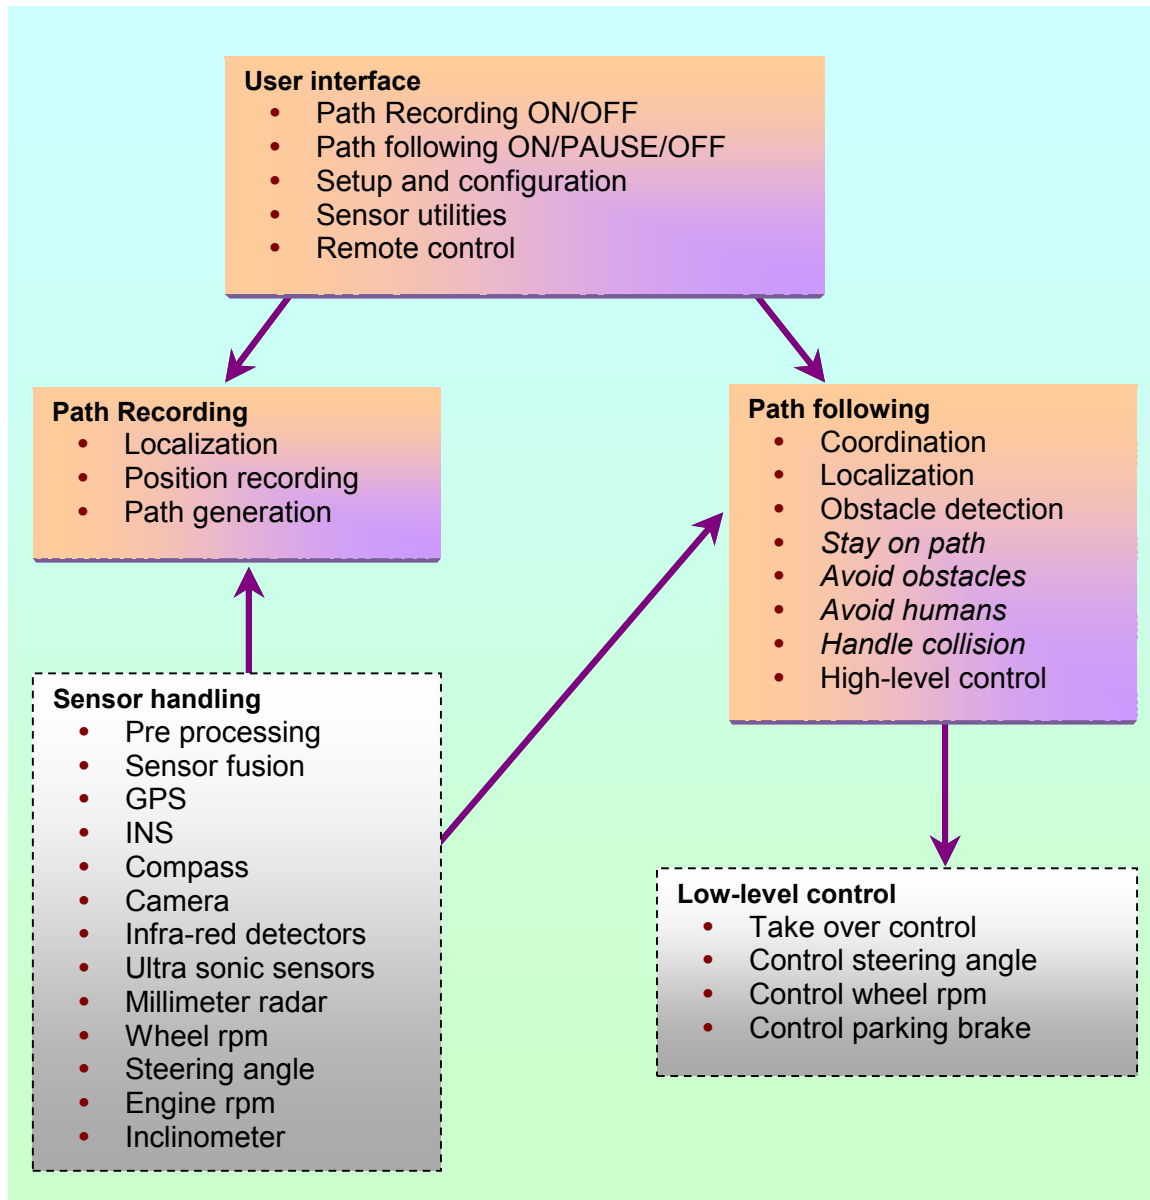 User interface
• Path Recording ON/OFF
• Path following ON/PAUSE/OFF
• Setup and configuration
• Sensor utilities
• Remote control
Path Recording
• Localization
• Position recording
• Path generation
Path following
• Coordination
• Localization
• Obstacle detection
• Stay on path
• Avoid obstacles
• Avoid humans
• Handle collision
• High-level control
Sensor handling
• Pre processing
• Sensor fusion
• GPS
• INS
• Compass
• Camera
• Infra-red detectors
• Ultra sonic sensors
• Millimeter radar
• Wheel rpm
• Steering angle
• Engine rpm
• Inclinometer
Low-level control
• Take over control
• Control steering angle
• Control wheel rpm
• Control parking brake